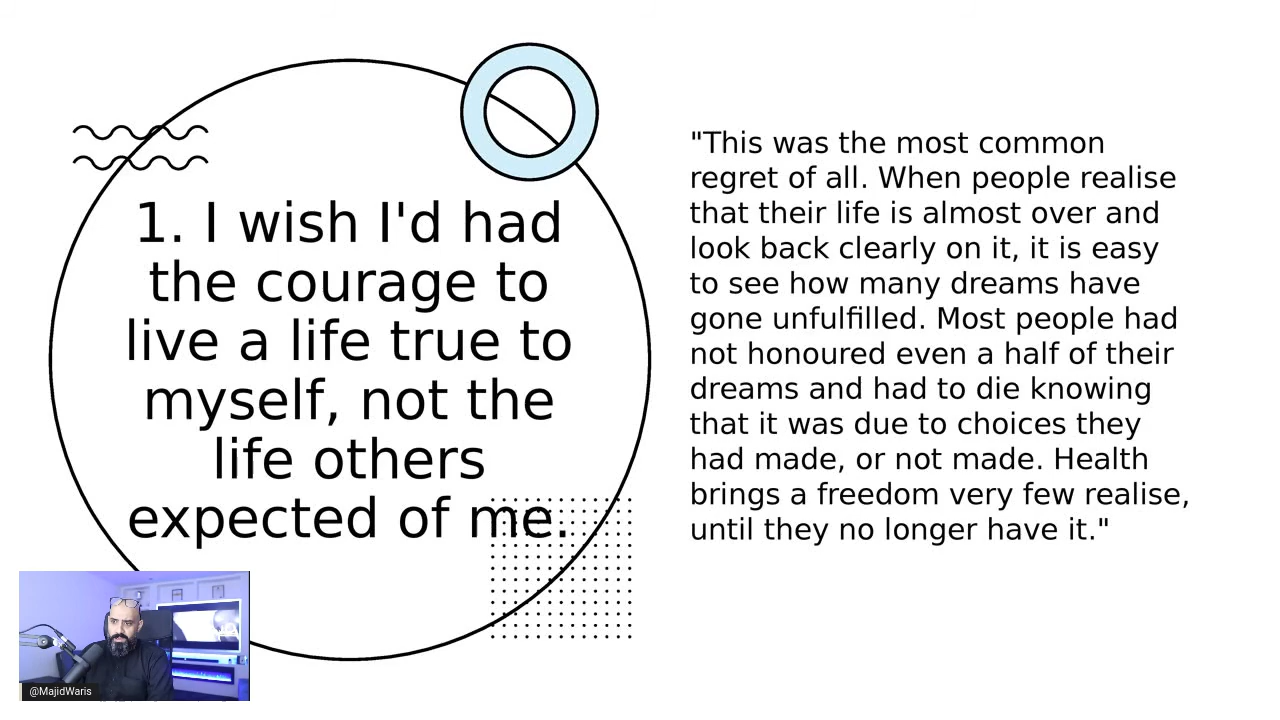 1. I wish I'd had
the courage to
live a life true to
myself, not the
life others
expected of me.
"This was the most common
regret of all. When people realise
that their life is almost over and
look back clearly on it, it is easy
to see how many dreams have
gone unfulfilled. Most people had
not honoured even a half of their
dreams and had to die knowing
that it was due to choices they
had made, or not made. Health
brings a freedom very few realise,
until they no longer have it."
@MajidWaris